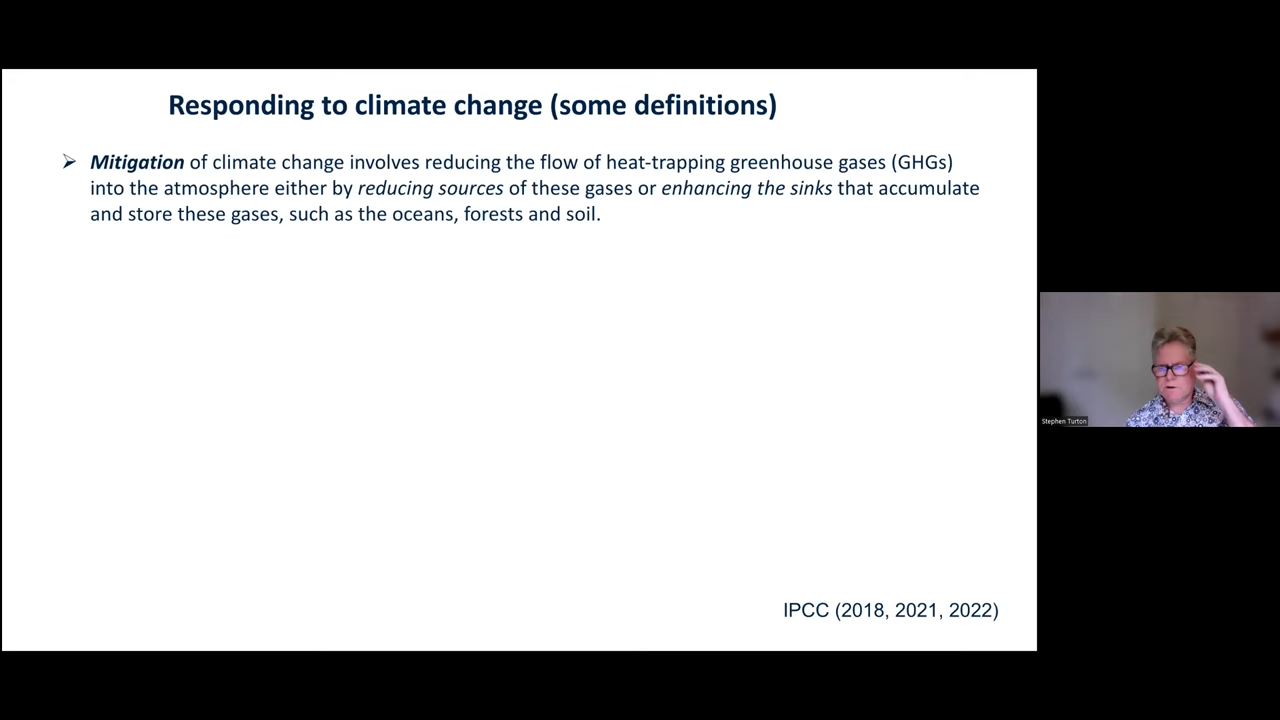 Responding to climate change (some definitions)
➢ Mitigation of climate change involves reducing the flow of heat-trapping greenhouse gases (GHGs)
into the atmosphere either by reducing sources of these gases or enhancing the sinks that accumulate
and store these gases, such as the oceans, forests and soil.
Stephen Turton
IPCC (2018, 2021, 2022)